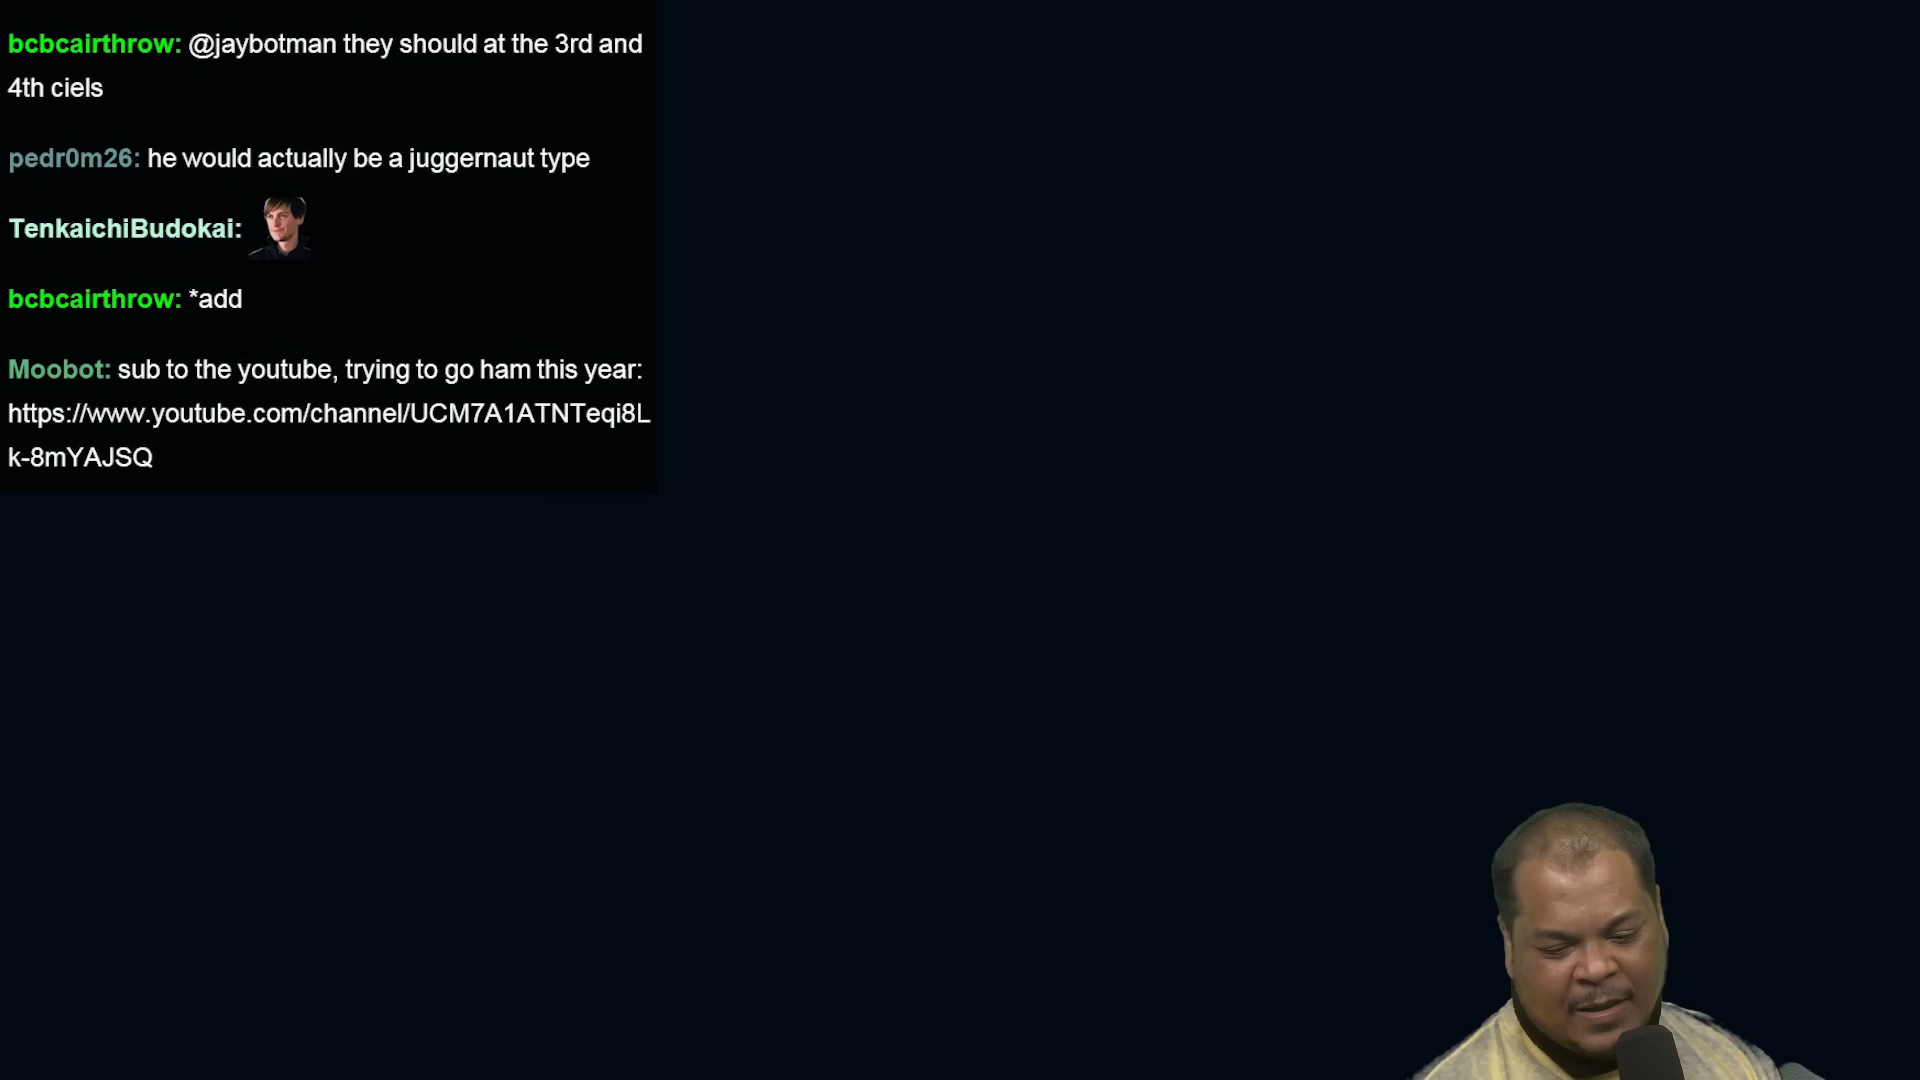 bcbcairthrow: @jaybotman they should at the 3rd and
4th ciels
pedr0m26: he would actually be a juggernaut type
TenkaichiBudokai:
bcbcairthrow: *add
Moobot: sub to the youtube, trying to go ham this year:
https://www.youtube.com/channel/UCM7A1ATNTeqi8L
k-8mYAJSQ